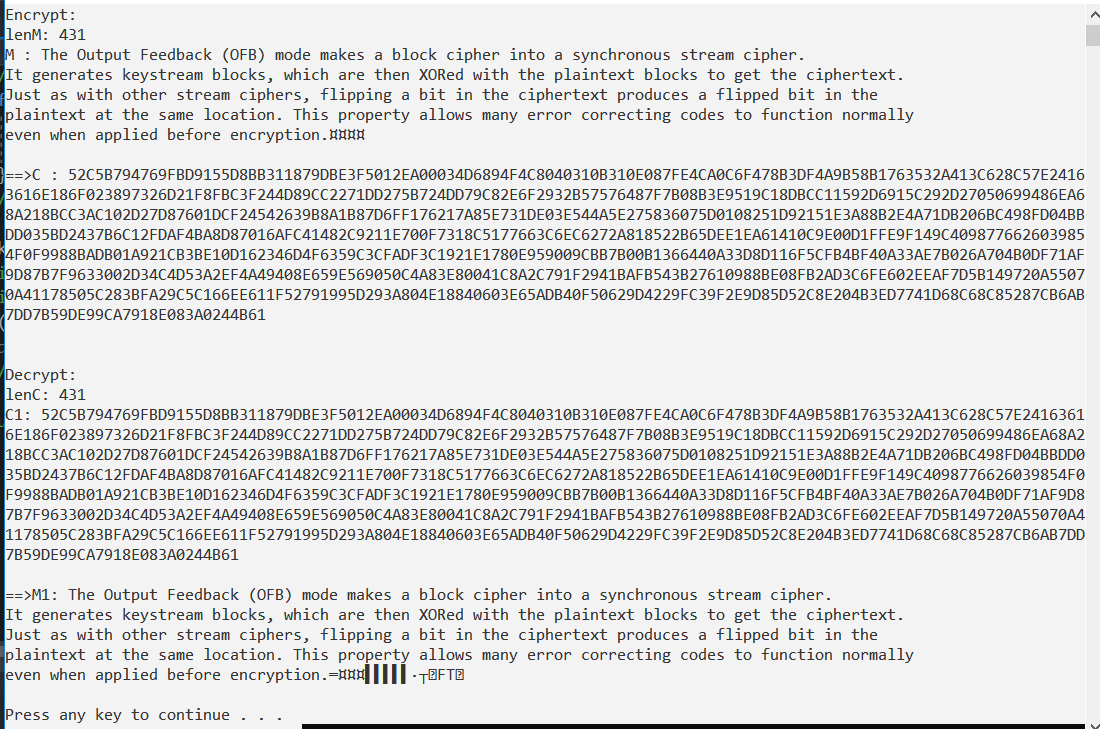 Encrypt:
lenM: 431
M : The Output Feedback (OFB) mode makes a block cipher into a synchronous stream cipher.
It generates keystream blocks, which are then XORed with the plaintext blocks to get the ciphertext.
Just as with other stream ciphers, flipping a bit in the ciphertext produces a flipped bit in the
plaintext at the same location. This property allows many error correcting codes to function normally
even when applied before encryption.¤¤¤¤
==>C : 52C5B794769FBD9155D8BB311879DBE3F5012EA00034D6894F4C8040310B310E087FE4CA0C6F478B3DF4A9B58B1763532A413C628C57E2416
3616E186F023897326D21F8FBC3F244D89CC2271DD275B724DD79C82E6F2932B57576487F7B08B3E9519C18DBCC11592D6915C292D27050699486EA6
8A218BCC3AC102D27D87601DCF24542639B8A1B87D6FF176217A85E731DE03E544A5E275836075D0108251D92151E3A88B2E4A71DB206BC498FD04BB
DD035BD2437B6C12FDAF4BA8D87016AFC41482C9211E700F7318C5177663C6EC6272A818522B65DEE1EA61410C9E00D1FFE9F149C409877662603985
4F0F9988BADB01A921CB3BE10D162346D4F6359C3CFADF3C1921E1780E959009CBB7B00B1366440A33D8D116F5CFB4BF40A33AE7B026A704B0DF71AF
9D87B7F9633002D34C4D53A2EF4A49408E659E569050C4A83E80041C8A2C791F2941BAFB543B27610988BE08FB2AD3C6FE602EEAF7D5B149720A5507
0A41178505C283BFA29C5C166EE611F52791995D293A804E18840603E65ADB40F50629D4229FC39F2E9D85D52C8E204B3ED7741D68C68C85287CB6AB
7DD7B59DE99CA7918E083A0244B61
Decrypt:
lenC: 431
C1: 52C5B794769FBD9155D8BB311879DBE3F5012EA00034D6894F4C8040310B310E087FE4CA0C6F478B3DF4A9B58B1763532A413C628C57E24163616
6E186F023897326D21F8FBC3F244D89CC2271DD275B724DD79C82E6F2932B57576487F7B08B3E9519C18DBCC11592D6915C292D27050699486EA68A2
18BCC3AC102D27D87601DCF24542639B8A1B87D6FF176217A85E731DE03E544A5E275836075D0108251D92151E3A88B2E4A71DB206BC498FD04BBDD0
35BD2437B6C12FDAF4BA8D87016AFC41482C9211E700F7318C5177663C6EC6272A818522B65DEE1EA61410C9E00D1FFE9F149C4098776626039854F0
F9988BADB01A921CB3BE10D162346D4F6359C3CFADF3C1921E1780E959009CBB7B00B1366440A33D8D116F5CFB4BF40A33AE7B026A704B0DF71AF9D8
7B7F9633002D34C4D53A2EF4A49408E659E569050C4A83E80041C8A2C791F2941BAFB543B27610988BE08FB2AD3C6FE602EEAF7D5B149720A55070A4
1178505C283BFA29C5C166EE611F52791995D293A804E18840603E65ADB40F50629D4229FC39F2E9D85D52C8E204B3ED7741D68C68C85287CB6AB7DD
7B59DE99CA7918E083A0244B61
==>M1: The Output Feedback (OFB) mode makes a block cipher into a synchronous stream cipher.
It generates keystream blocks, which are then XORed with the plaintext blocks to get the ciphertext.
Just as with other stream ciphers, flipping a bit in the ciphertext produces a flipped bit in the
plaintext at the same location. This property allows many error correcting codes to function normally
even when applied before encryption.═¤¤¤▌▌▌▌▌·┬FT
Press any key to continue . . .